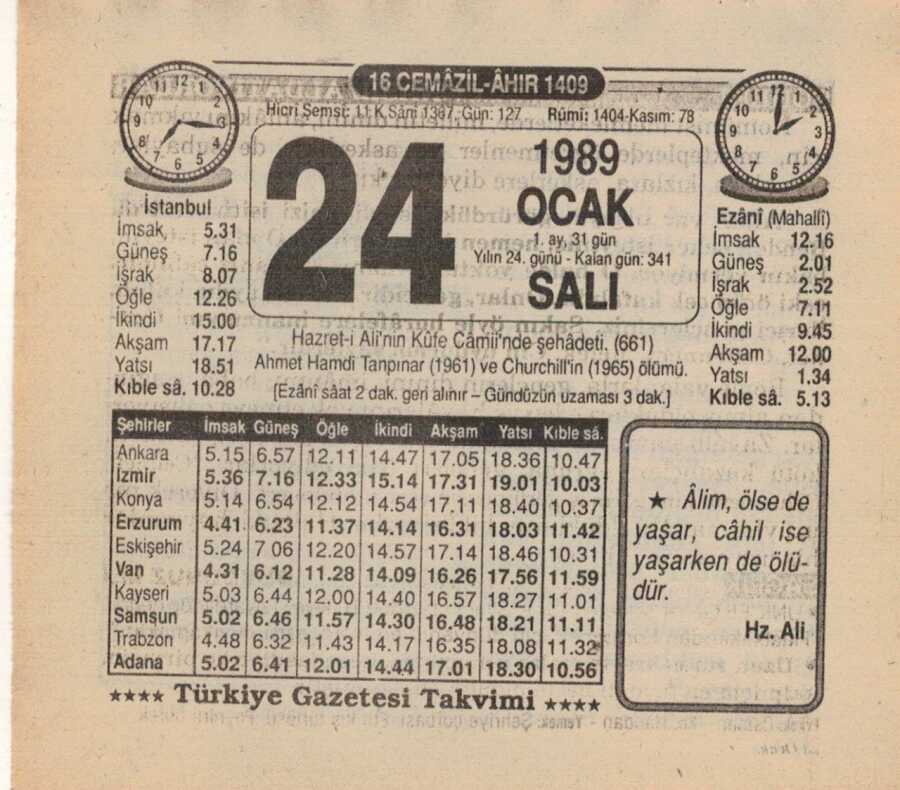 16 CEMÂZİL-ÂHIR 1409
Hicri Şemsi: 11 K.Sâni 1367, Gün: 127 Rûmi: 1404-Kasım: 78
24
1989
OCAK
1. ay, 31 gün
Yılın 24. günü - Kalan gün: 341
SALI
İstanbul
İmsak, 5.31
Güneş 7.16
İşrak 8.07
Öğle 12.26
İkindi 15.00
Akşam 17.17
Yatsı 18.51
Kıble sâ. 10.28
Ezânî (Mahallî)
İmsak 12.16
Güneş 2.01
İşrak 2.52
Öğle 7.11
İkindi 9.45
Akşam 12.00
Yatsı 1.34
Kıble sâ. 5.13
Hazret-i Ali'nin Kûfe Câmii'nde şehâdeti. (661)
Ahmet Hamdi Tanpınar (1961) ve Churchill'in (1965) ölümü.
[Ezânî sâat 2 dak. geri alınır – Gündüzün uzaması 3 dak.]
Şehirler İmsak Güneş Öğle İkindi Akşam Yatsı Kıble sâ.
Ankara 5.15 6.57 12.11 14.47 17.05 18.36 10.47
İzmir 5.36 7.16 12.33 15.14 17.31 19.01 10.03
Konya 5.14 6.54 12.12 14.54 17.11 18.40 10.37
Erzurum 4.41 6.23 11.37 14.14 16.31 18.03 11.42
Eskişehir 5.24 7 06 12.20 14.57 17.14 18.46 10.31
Van 4.31 6.12 11.28 14.09 16.26 17.56 11.59
Kayseri 5.03 6.44 12.00 14.40 16.57 18.27 11.01
Samsun 5.02 6.46 11.57 14.30 16.48 18.21 11.11
Trabzon 4.48 6.32 11.43 14.17 16.35 18.08 11.32
Adana 5.02 6.41 12.01 14.44 17.01 18.30 10.56
★ Âlim, ölse de
yaşar, câhil ise
yaşarken de ölü-
dür.
Hz. Ali
★★★★ Türkiye Gazetesi Takvimi ★★★★